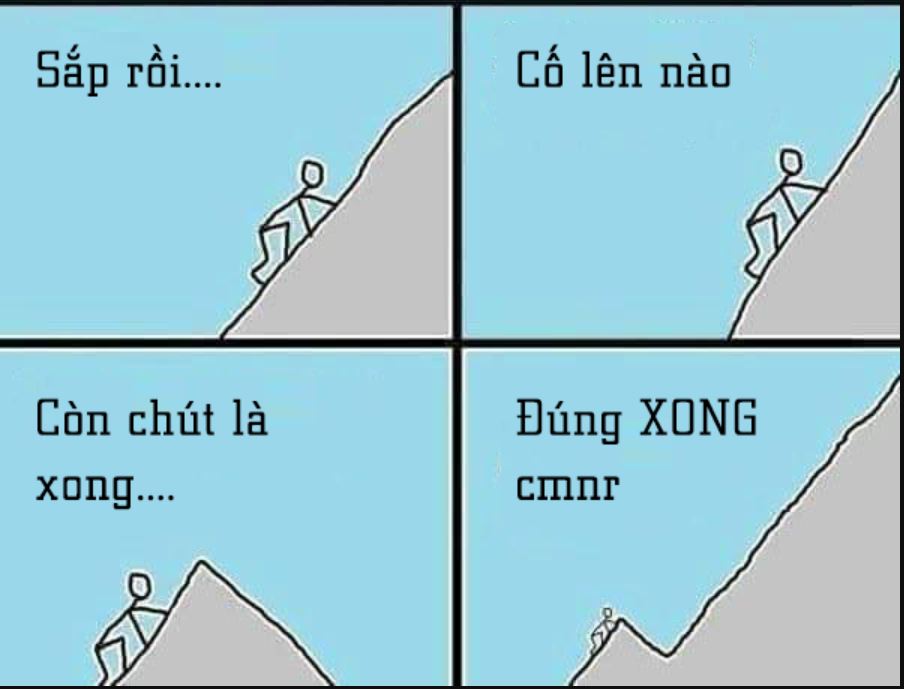 Sắp rồi....
Cố lên nào
Còn chút là
xong....
Đúng XONG
cmnr